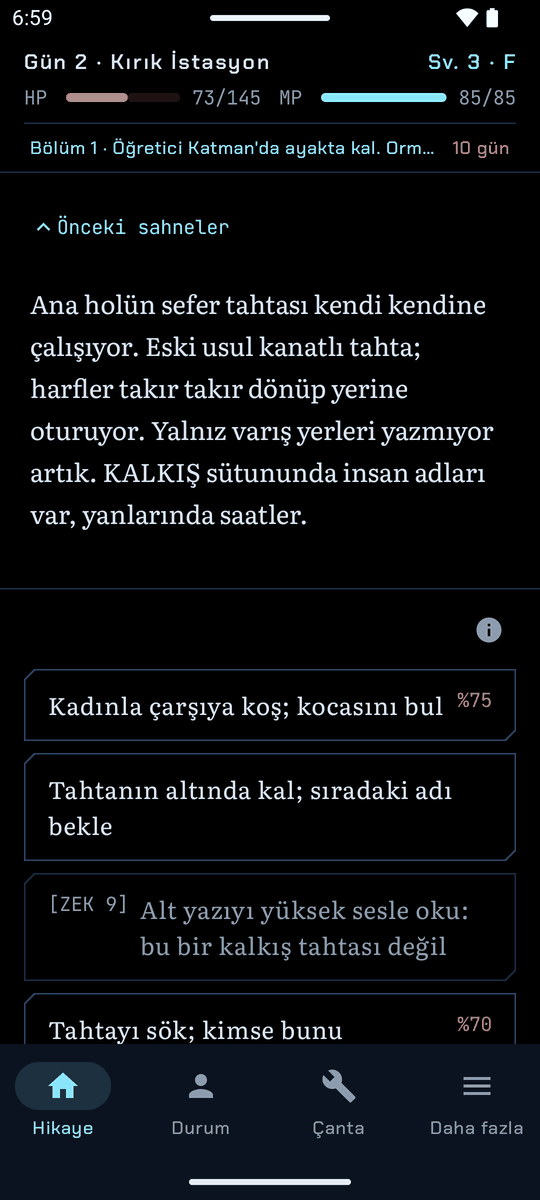 6:59
Gün 2 · Kırık İstasyon Sv. 3 · F
HP 73/145 MP 85/85
Bölüm 1 · Öğretici Katman'da ayakta kal. Orm... 10 gün
Önceki sahneler
Ana holün sefer tahtası kendi kendine
çalışıyor. Eski usul kanatlı tahta;
harfler takır takır dönüp yerine
oturuyor. Yalnız varış yerleri yazmıyor
artık. KALKIŞ sütununda insan adları
var, yanlarında saatler.
Kadınla çarşıya koş; kocasını bul %75
Tahtanın altında kal; sıradaki adı
bekle
[ZEK 9] Alt yazıyı yüksek sesle oku:
bu bir kalkış tahtası değil
Tahtayı sök; kimse bunu %70
Hikaye Durum Çanta Daha fazla